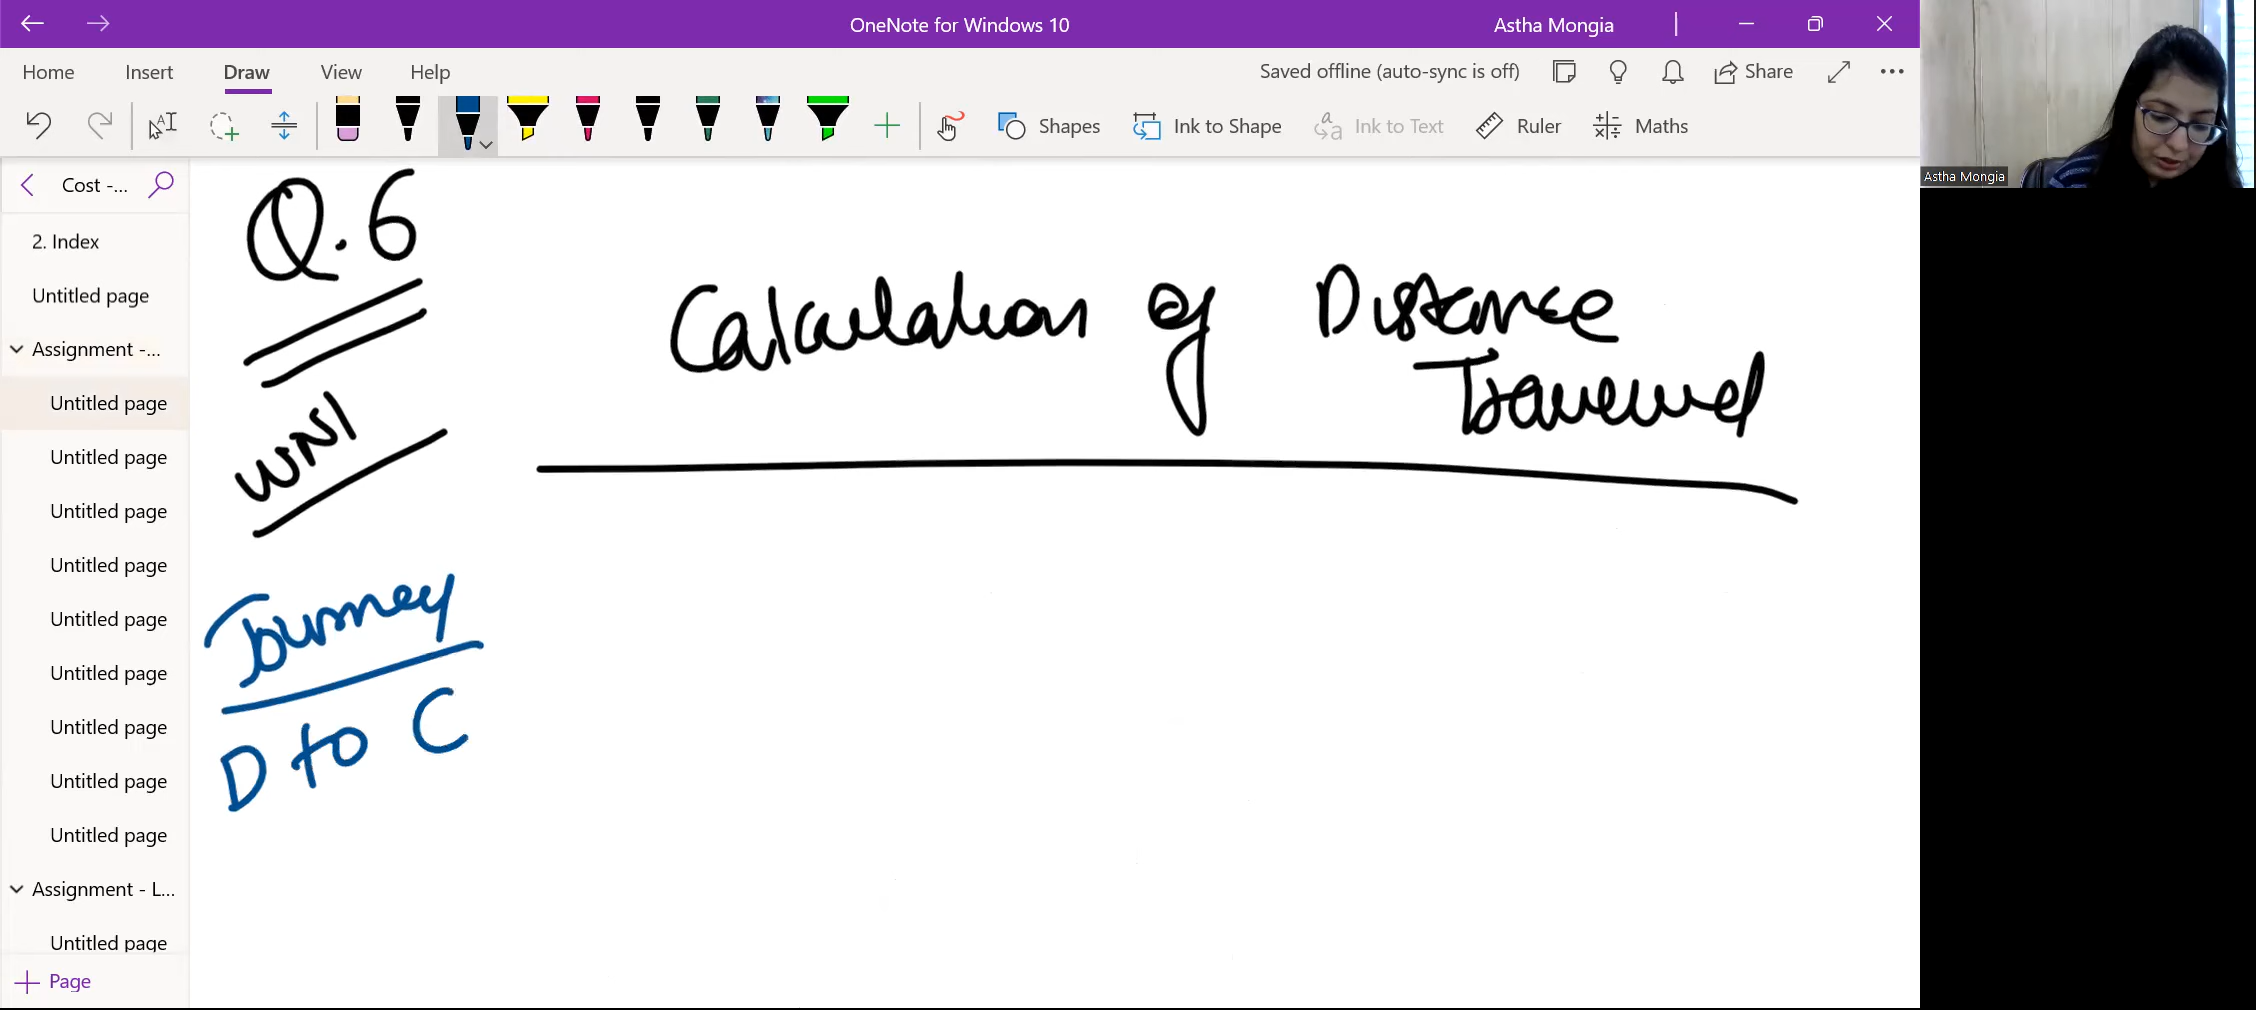 OneNote for Windows 10
Astha Mongia
Home Insert Draw View Help
Saved offline (auto-sync is off)
Share
Shapes
Ink to Shape
Ink to Text
Ruler
Maths
Cost -...
2. Index
Untitled page
Assignment -...
Untitled page
Untitled page
Untitled page
Untitled page
Untitled page
Untitled page
Untitled page
Untitled page
Untitled page
Assignment - L...
Untitled page
Page
Q.6
Calculation of Distance
Travelled
WN1
Journey
D to C
Astha Mongia